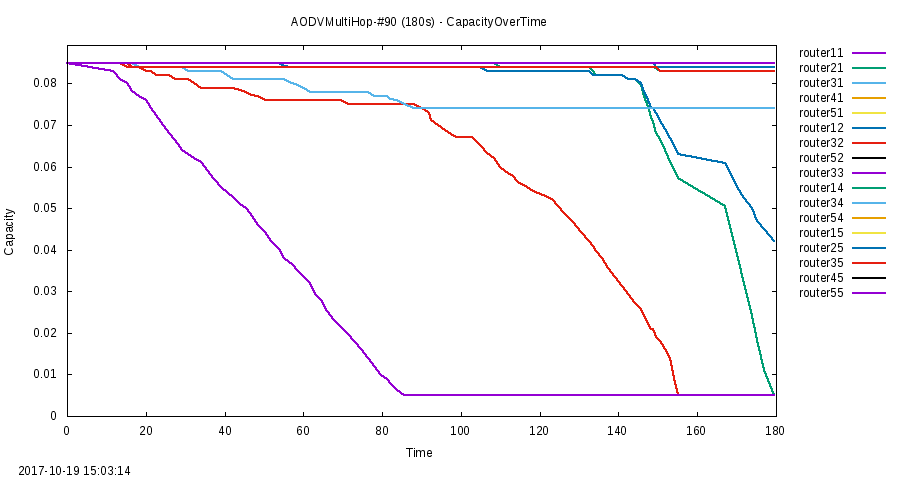 AODVMultiHop-#90 (180s) - CapacityOverTime
0.08
0.07
0.06
0.05
0.04
0.03
0.02
0.01
0
Capacity
0 20 40 60 80 100 120 140 160 180
Time
router11
router21
router31
router41
router51
router12
router32
router52
router33
router14
router34
router54
router15
router25
router35
router45
router55
2017-10-19 15:03:14